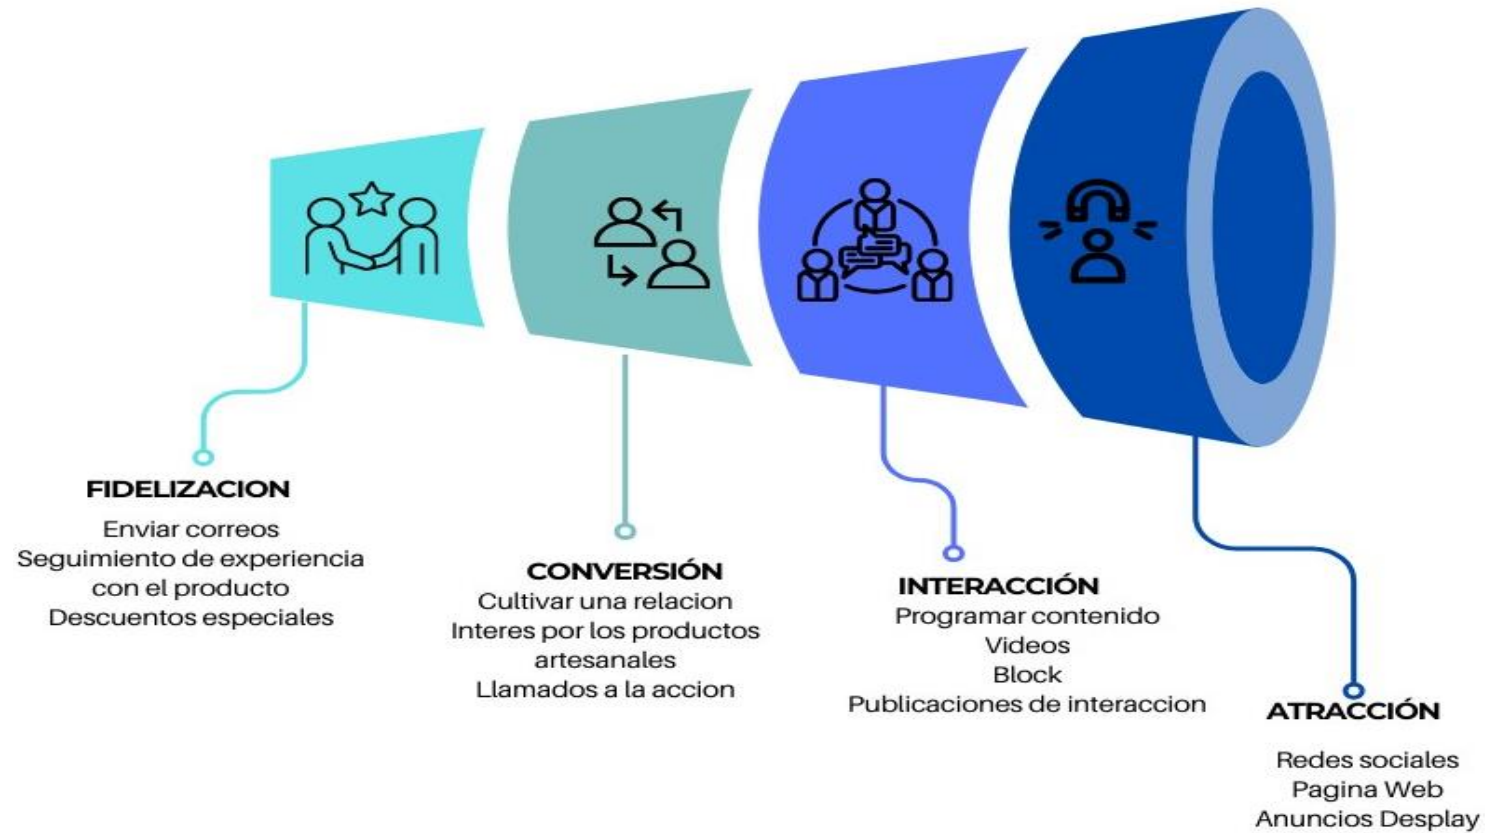 FIDELIZACION
Enviar correos
Seguimiento de experiencia
con el producto
Descuentos especiales
CONVERSIÓN
Cultivar una relacion
Interes por los productos
artesanales
Llamados a la accion
INTERACCIÓN
Programar contenido
Videos
Block
Publicaciones de interaccion
ATRACCIÓN
Redes sociales
Pagina Web
Anuncios Desplay